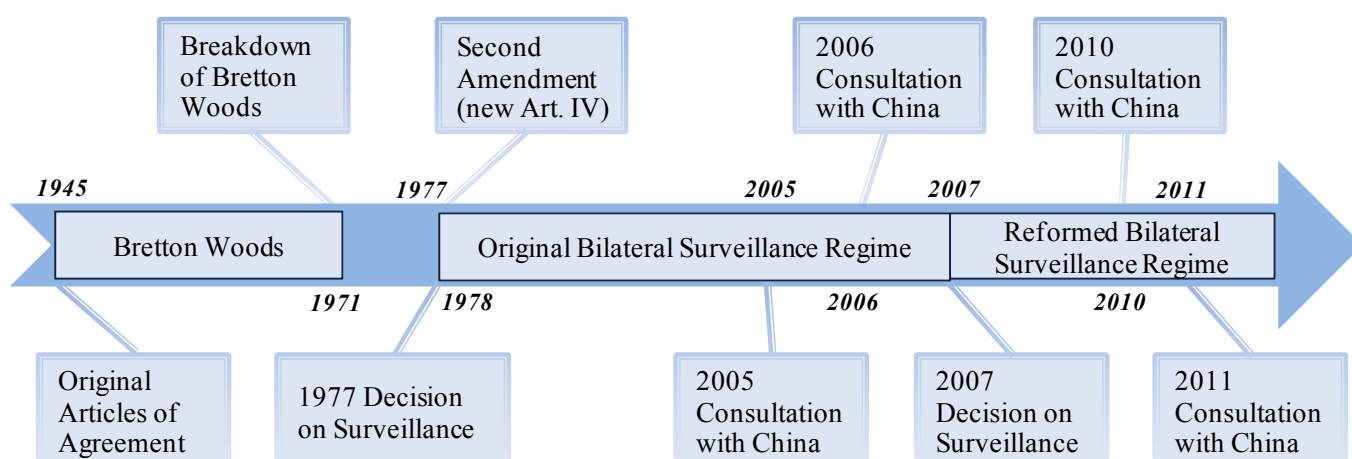 Breakdown
of Bretton
Woods
Second
Amendment
(new Art. IV)
2006
Consultation
with China
2010
Consultation
with China
1945
1977
2005
2007
2011
Bretton Woods
Original Bilateral Surveillance Regime
Reformed Bilateral
Surveillance Regime
1971
1978
2006
2010
Original
Articles of
Agreement
1977 Decision
on Surveillance
2005
Consultation
with China
2007
Decision on
Surveillance
2011
Consultation
with China